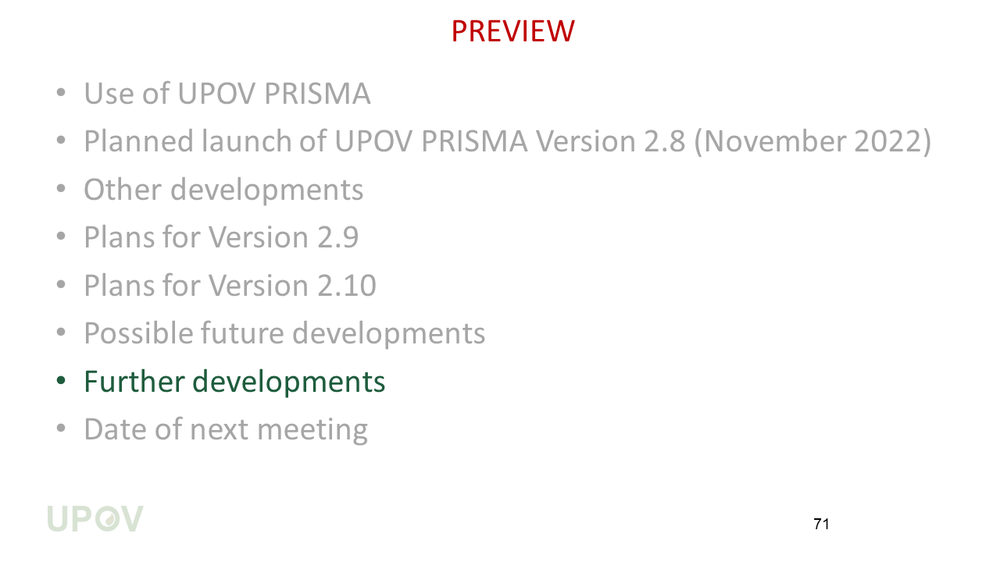 PREVIEW
• Use of UPOV PRISMA
• Planned launch of UPOV PRISMA Version 2.8 (November 2022)
• Other developments
• Plans for Version 2.9
• Plans for Version 2.10
• Possible future developments
• Further developments
• Date of next meeting
UPOV
71